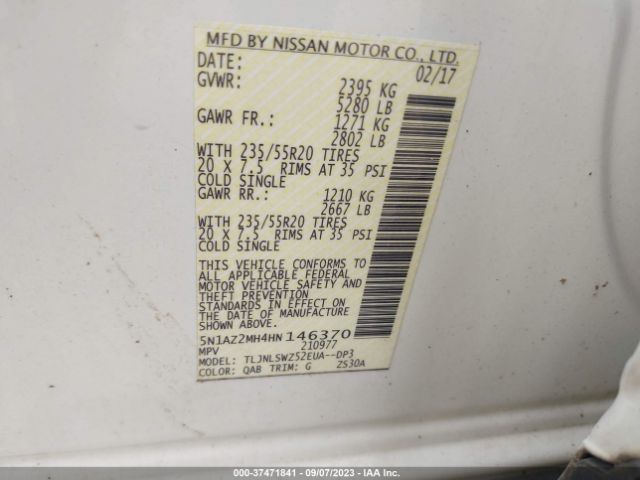 MFD BY NISSAN MOTOR CO., LTD.
DATE: 02/17
GVWR: 2395 KG
5280 LB
GAWR FR.: 1271 KG
2802 LB
WITH 235/55R20 TIRES
20 X 7.5 RIMS AT 35 PSI
COLD SINGLE
GAWR RR.: 1210 KG
2667 LB
WITH 235/55R20 TIRES
20 X 7.5 RIMS AT 35 PSI
COLD SINGLE
THIS VEHICLE CONFORMS TO
ALL APPLICABLE FEDERAL
MOTOR VEHICLE SAFETY AND
THEFT PREVENTION
STANDARDS IN EFFECT ON
THE DATE OF MANUFACTURE
SHOWN ABOVE.
5N1AZ2MH4HN146370
MPV 210977
MODEL: TLJNLSWZ52EUA--DP3
COLOR: QAB TRIM: G ZS30A
000-37471841 - 09/07/2023 - IAA Inc.